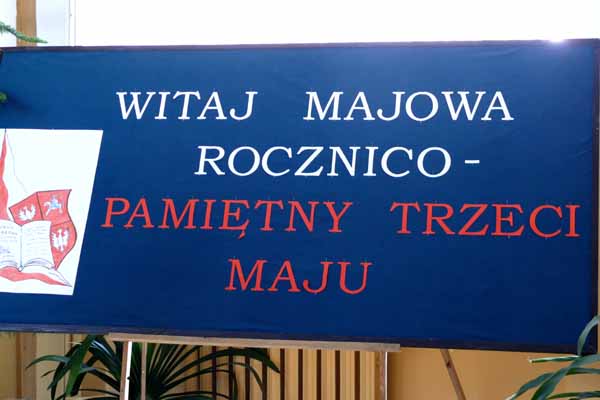 WITAJ MAJOWA
ROCZNICO -
PAMIĘTNY TRZECI
MAJU